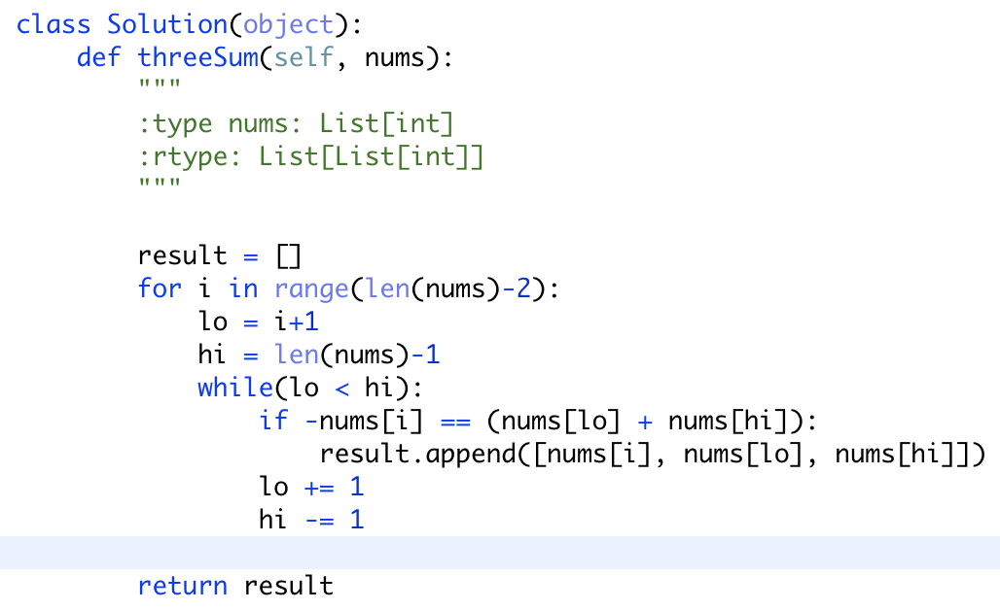 class Solution(object):
    def threeSum(self, nums):
        """
        :type nums: List[int]
        :rtype: List[List[int]]
        """

        result = []
        for i in range(len(nums)-2):
            lo = i+1
            hi = len(nums)-1
            while(lo < hi):
                if -nums[i] == (nums[lo] + nums[hi]):
                    result.append([nums[i], nums[lo], nums[hi]])
                lo += 1
                hi -= 1

        return result